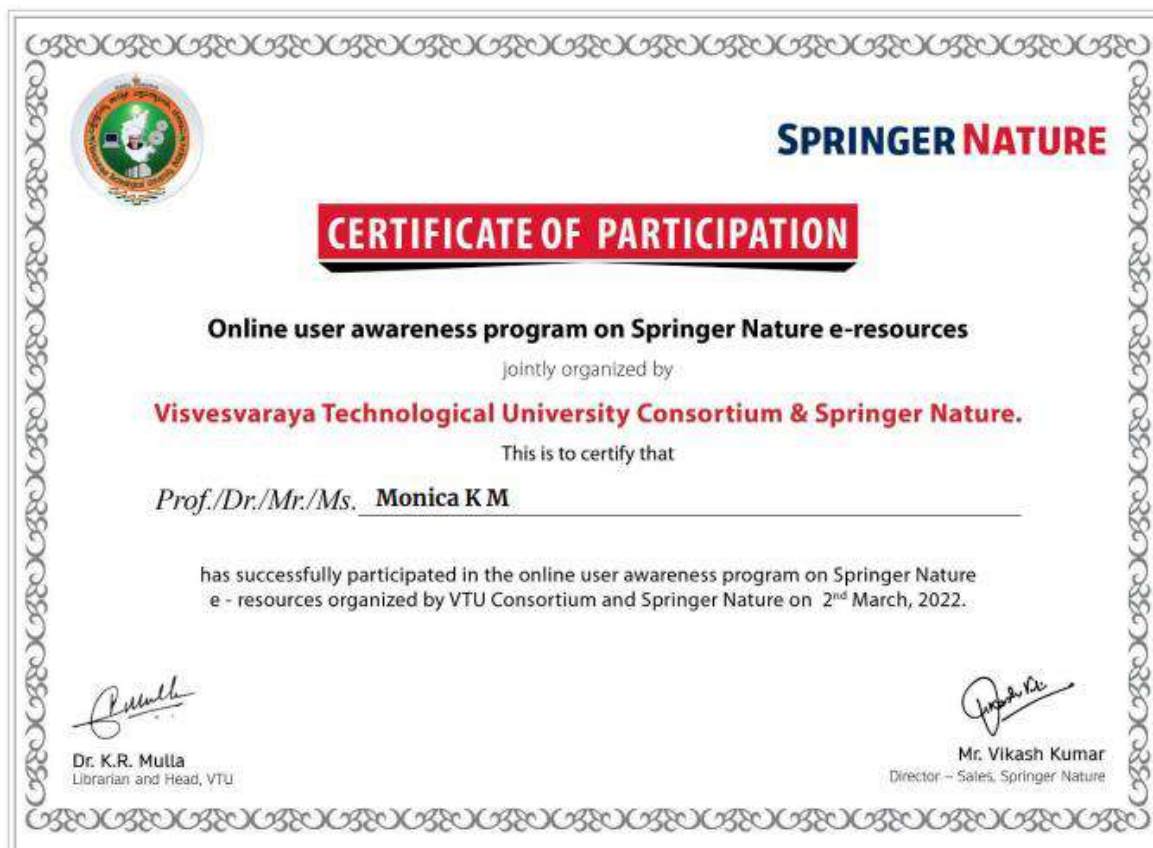 SPRINGER NATURE
CERTIFICATE OF PARTICIPATION
Online user awareness program on Springer Nature e-resources
jointly organized by
Visvesvaraya Technological University Consortium & Springer Nature.
This is to certify that
Prof./Dr./Mr./Ms. Monica K M
has successfully participated in the online user awareness program on Springer Nature
e - resources organized by VTU Consortium and Springer Nature on 2nd March, 2022.
Dr. K.R. Mulla
Librarian and Head, VTU
Mr. Vikash Kumar
Director – Sales, Springer Nature